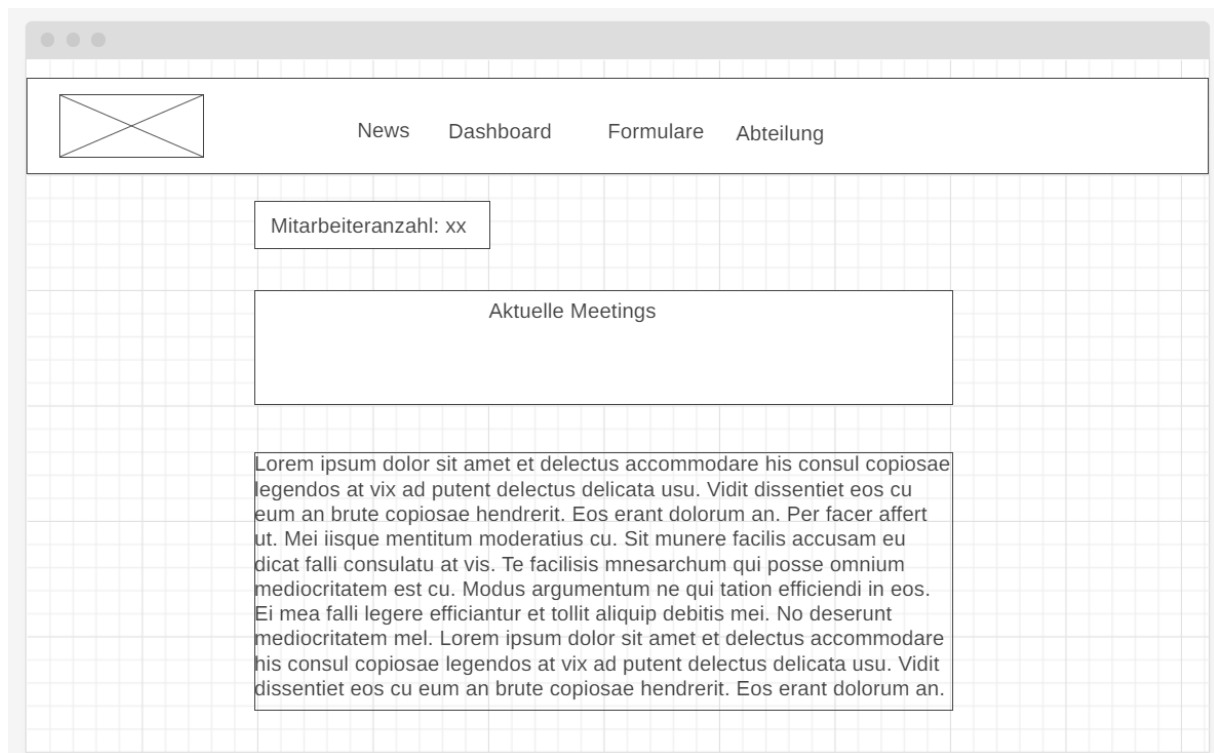 News Dashboard Formulare Abteilung
Mitarbeiteranzahl: xx
Aktuelle Meetings
Lorem ipsum dolor sit amet et delectus accommodare his consul copiosae
legendos at vix ad putent delectus delicata usu. Vidit dissentiet eos cu
eum an brute copiosae hendrerit. Eos erant dolorum an. Per facer affert
ut. Mei iisque mentitum moderatius cu. Sit munere facilis accusam eu
dicat falli consulatu at vis. Te facilisis mnesarchum qui posse omnium
mediocritatem est cu. Modus argumentum ne qui tation efficiendi in eos.
Ei mea falli legere efficiantur et tollit aliquip debitis mei. No deserunt
mediocritatem mel. Lorem ipsum dolor sit amet et delectus accommodare
his consul copiosae legendos at vix ad putent delectus delicata usu. Vidit
dissentiet eos cu eum an brute copiosae hendrerit. Eos erant dolorum an.